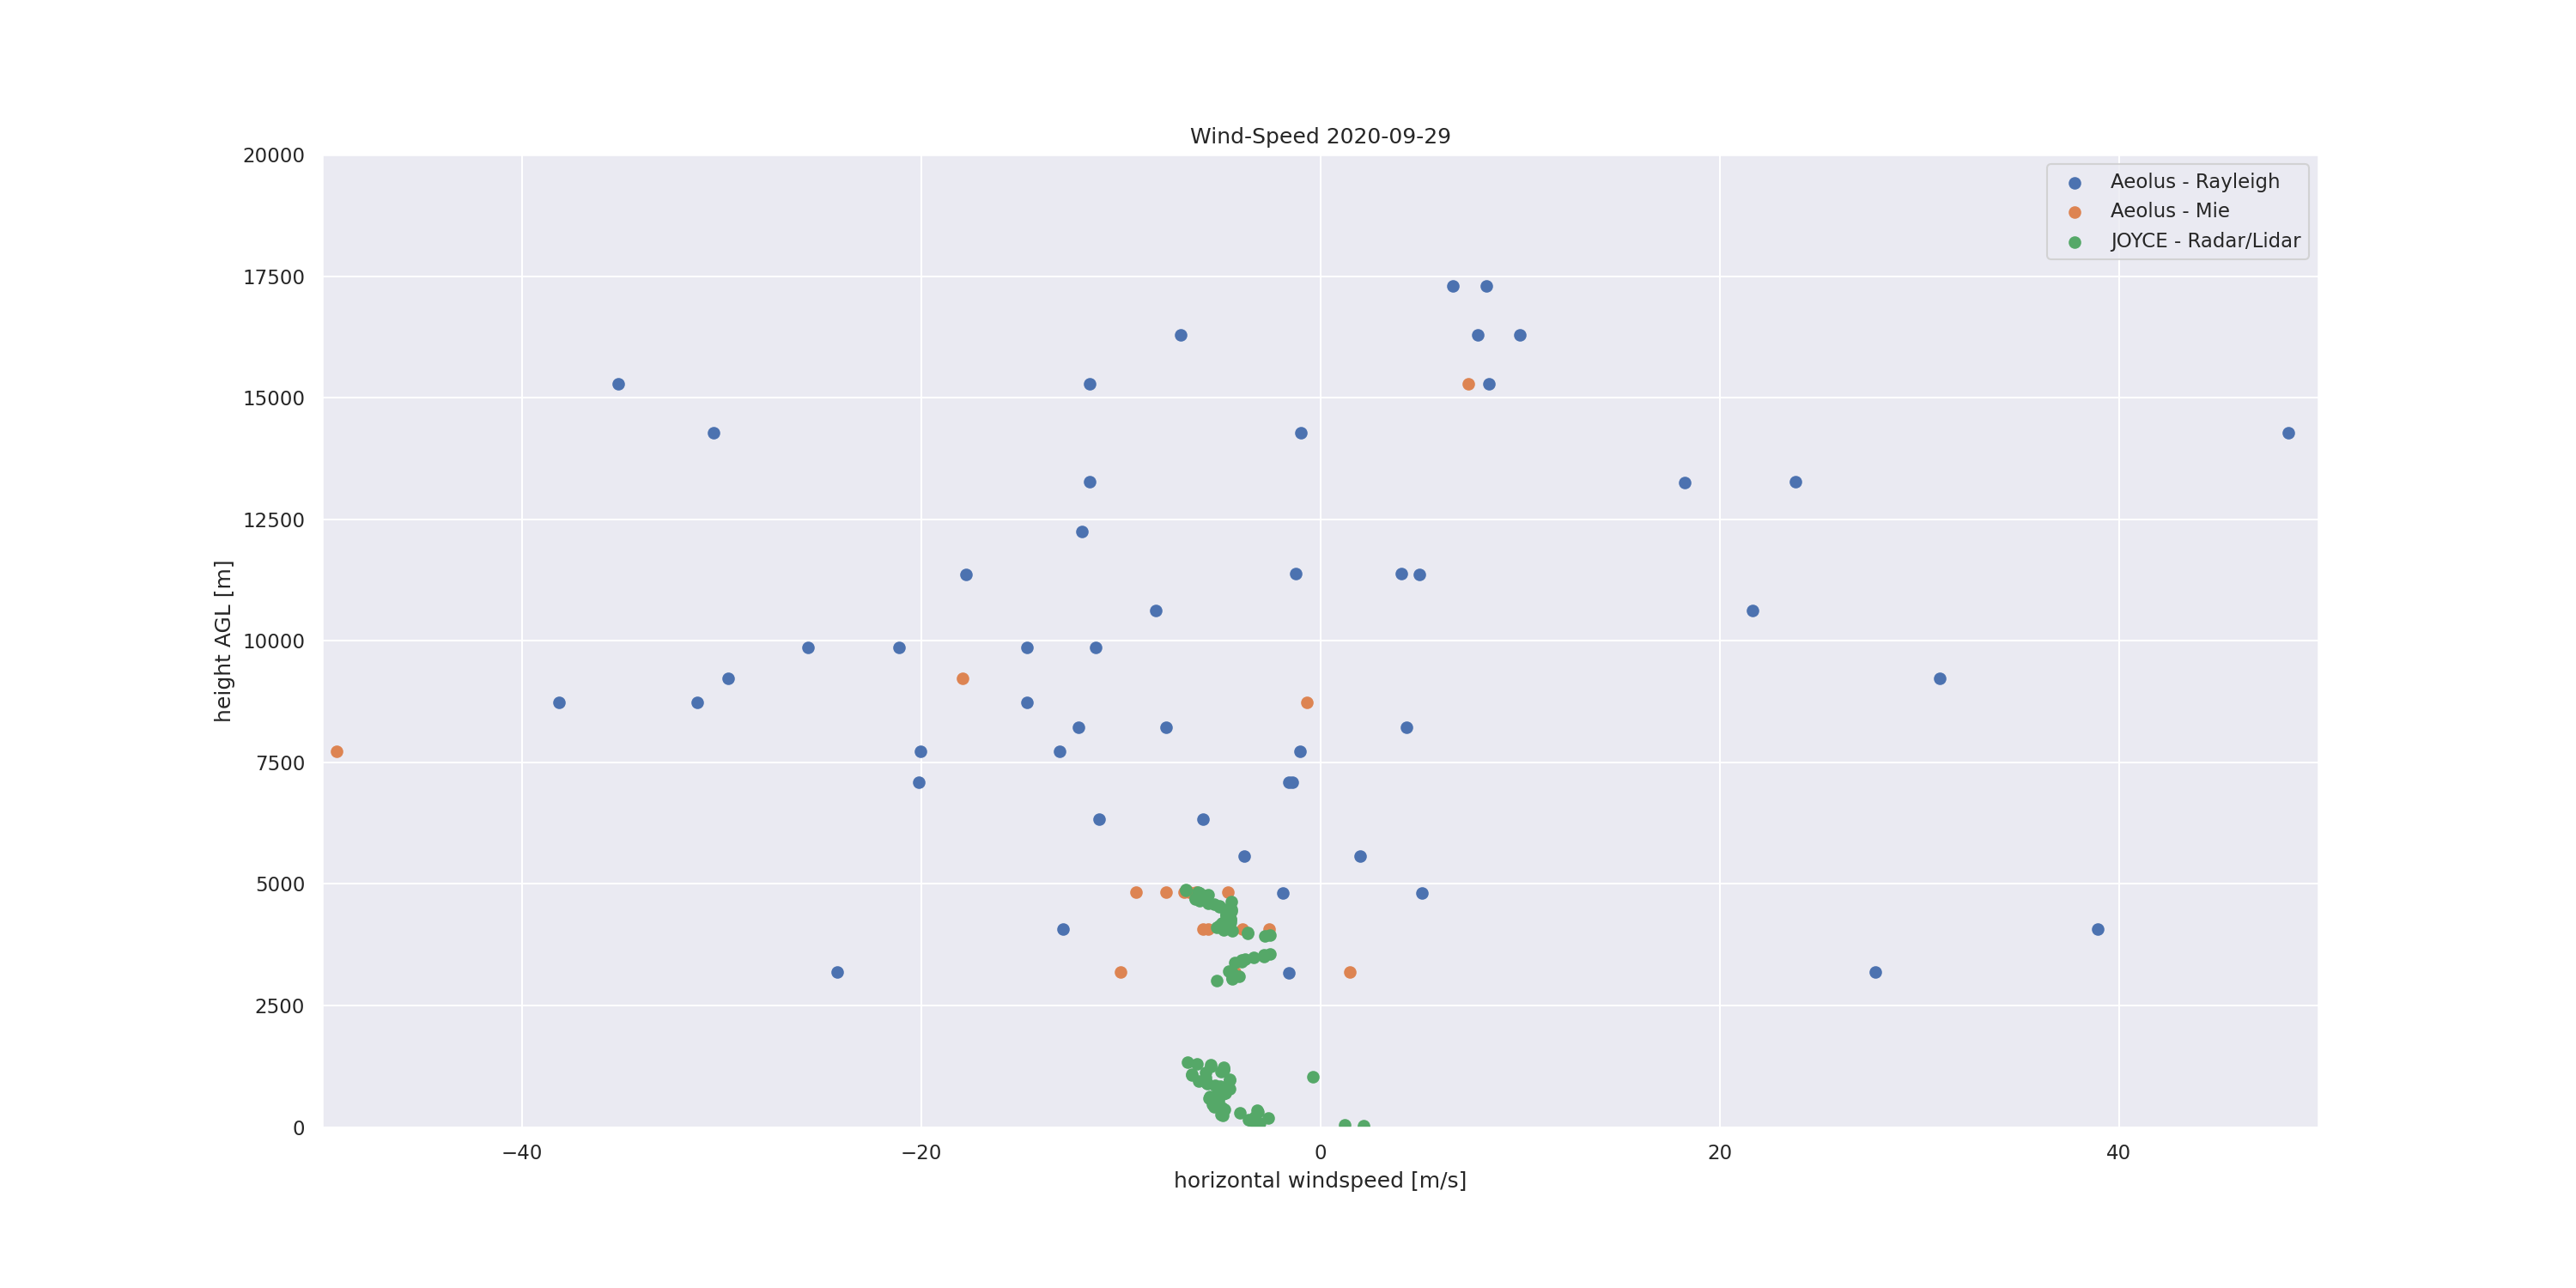 Wind-Speed 2020-09-29
Aeolus - Rayleigh
Aeolus - Mie
JOYCE - Radar/Lidar
height AGL [m]
20000
17500
15000
12500
10000
7500
5000
2500
0
−40
−20
0
20
40
horizontal windspeed [m/s]